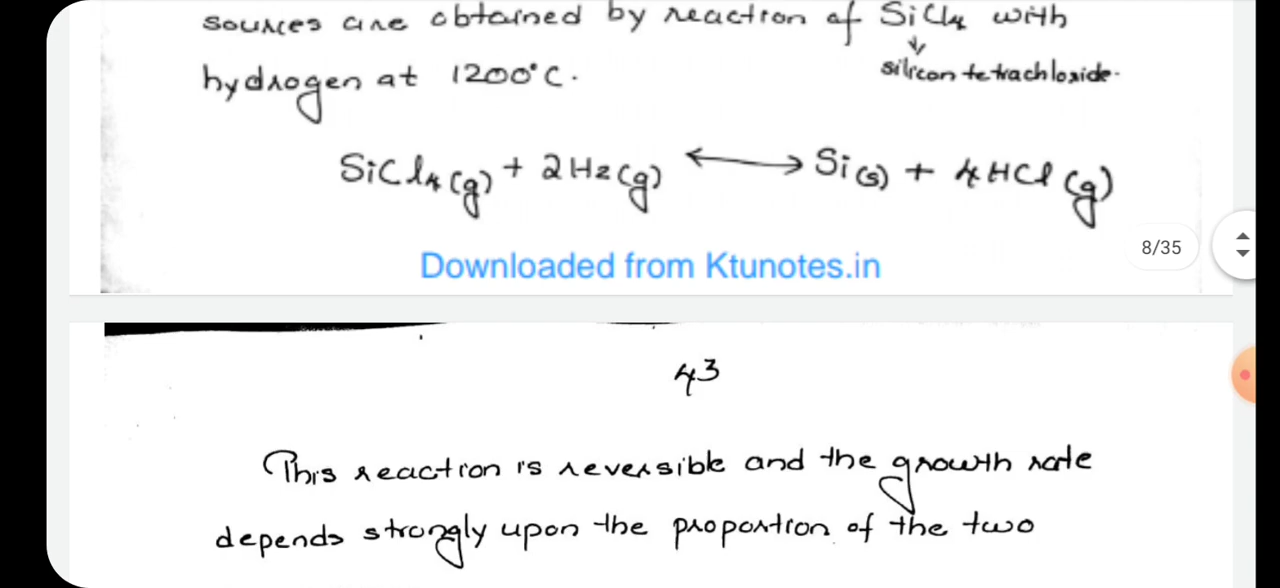 sources are obtained by reaction of SiCl4 with
silicon tetrachloride.
hydrogen at 1200°C.
SiCl4 (g) + 2H2 (g) ⟷ Si (s) + 4HCl (g)
8/35
Downloaded from Ktunotes.in
43
This reaction is reversible and the growth rate
depends strongly upon the proportion of the two